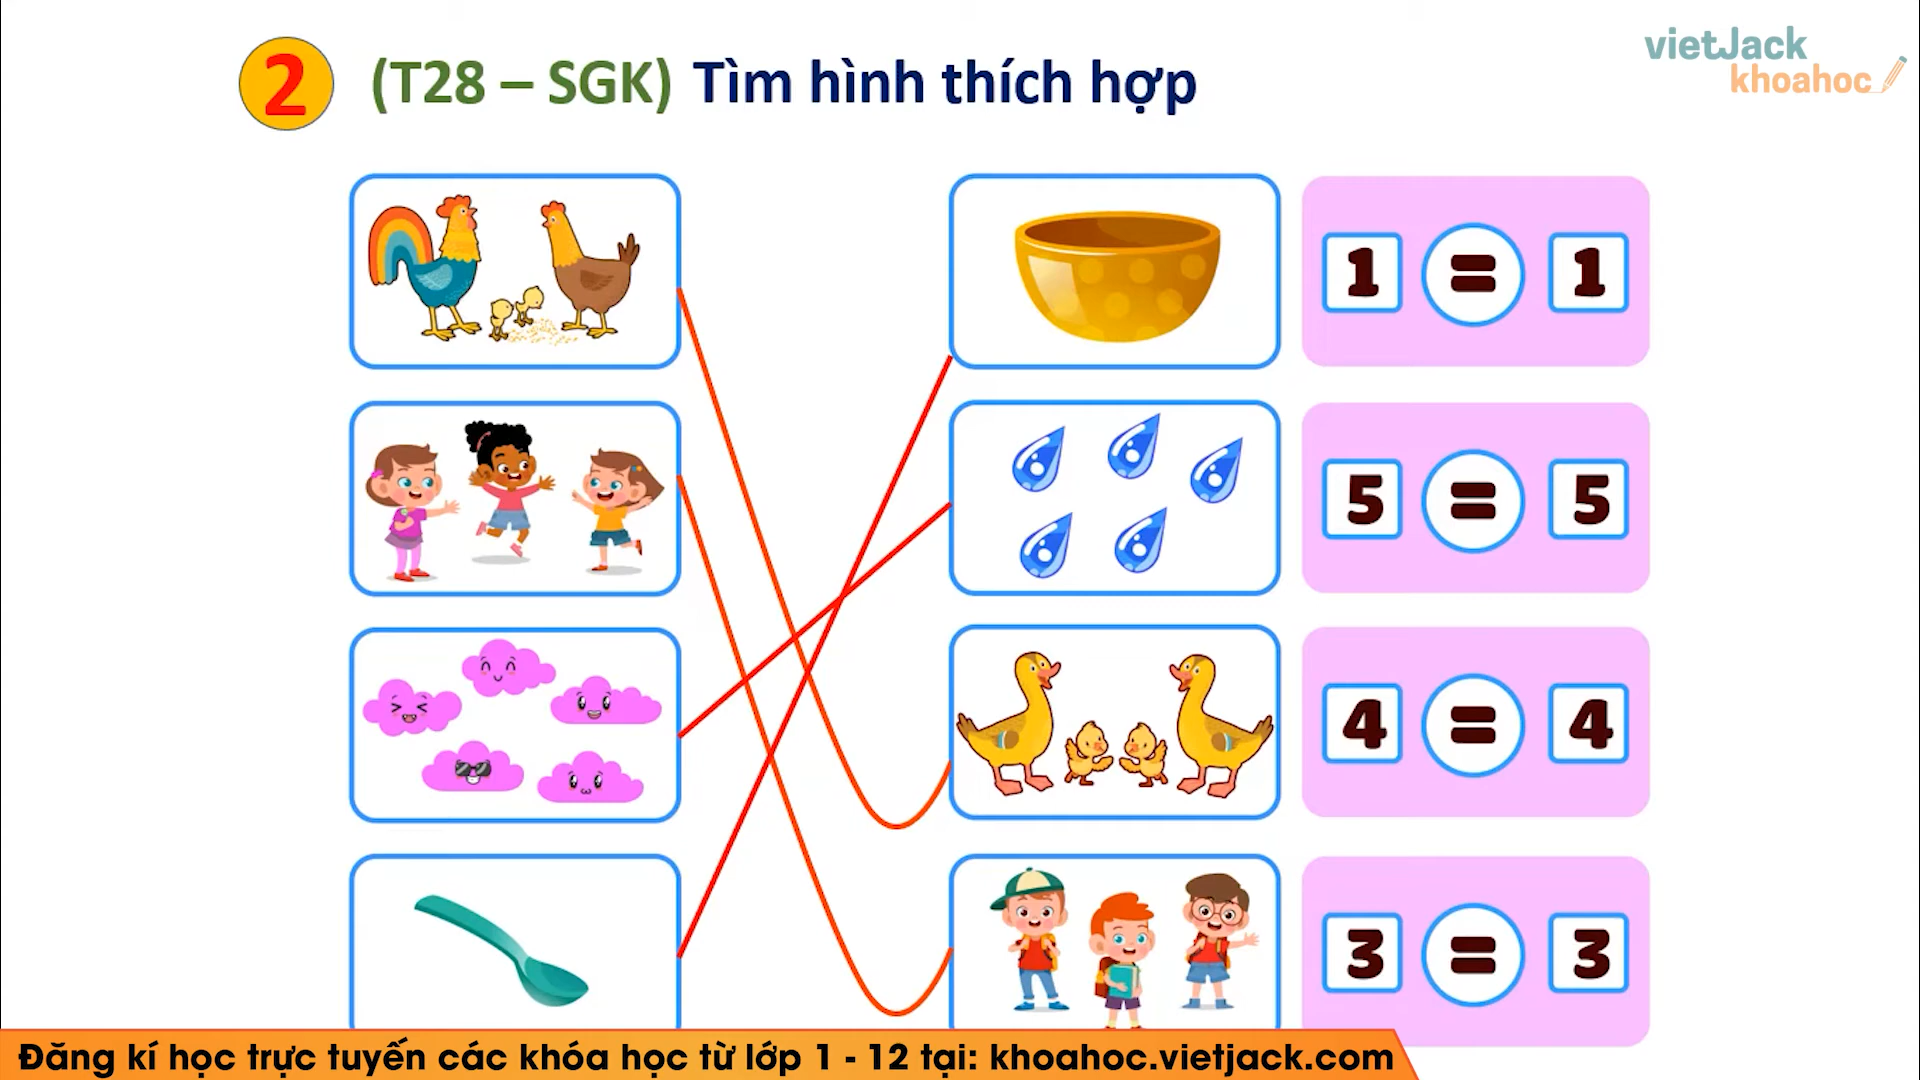 2 (T28 – SGK) Tìm hình thích hợp
vietJack
khoahoc
1 = 1
5 = 5
4 = 4
3 = 3
Đăng kí học trực tuyến các khóa học từ lớp 1 - 12 tại: khoahoc.vietjack.com